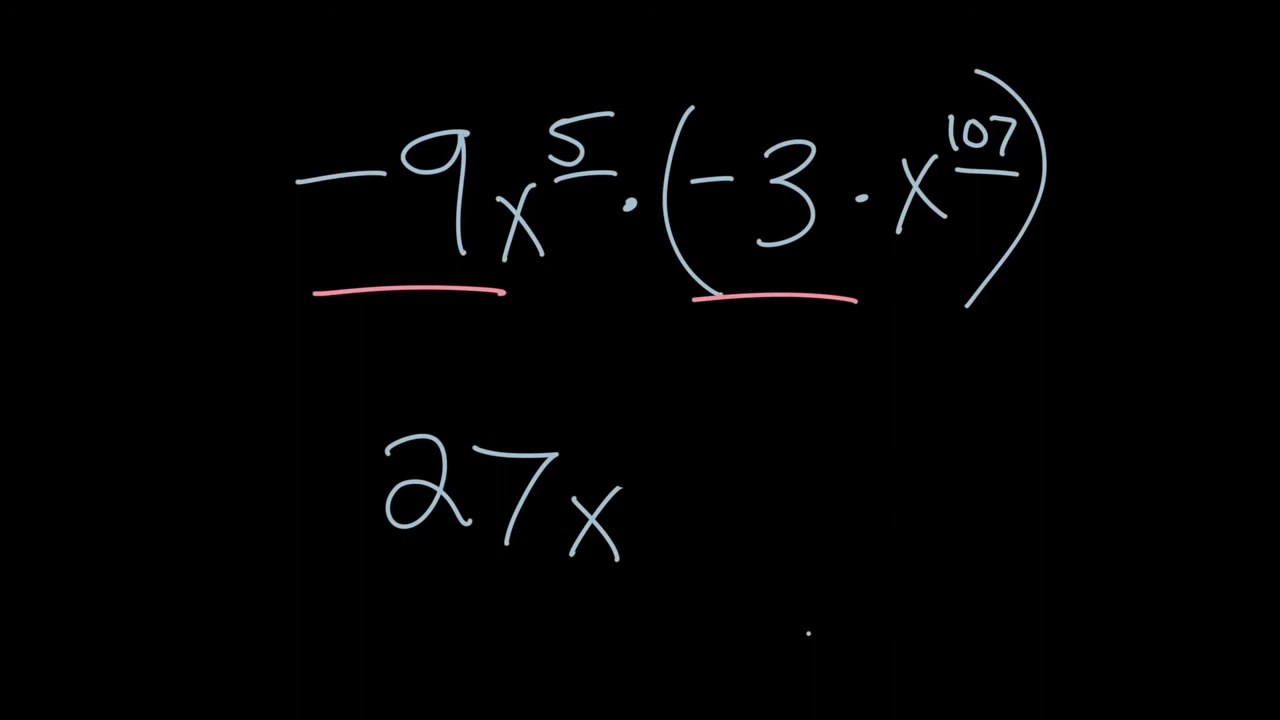 -9x^5 · (-3 · x^107)
27x